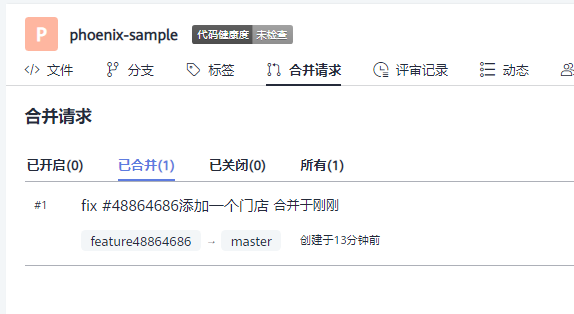 P phoenix-sample 代码健康度 未检查
文件 分支 标签 合并请求 评审记录 动态
合并请求
已开启(0) 已合并(1) 已关闭(0) 所有(1)
#1 fix #48864686添加一个门店 合并于刚刚
feature48864686 → master 创建于13分钟前